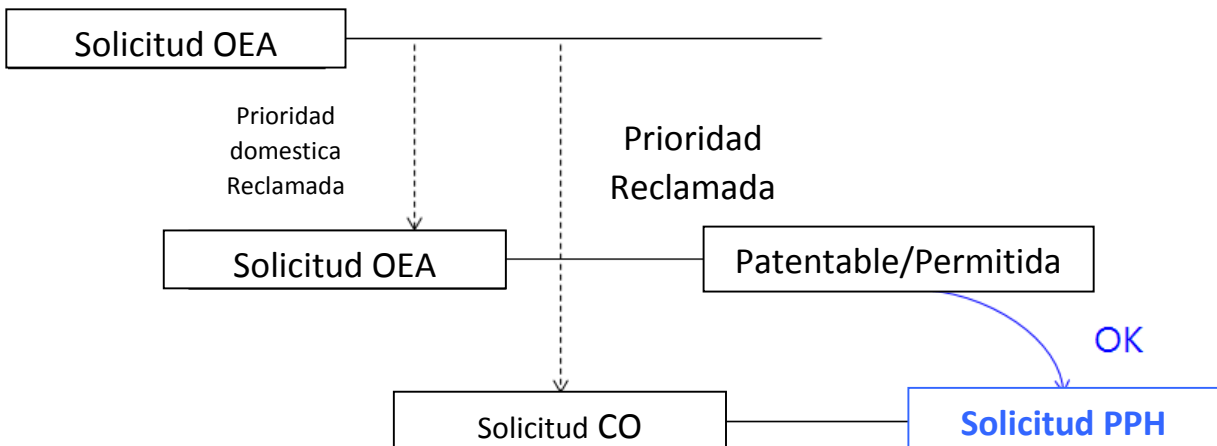 Solicitud OEA
Prioridad
domestica
Reclamada
Prioridad
Reclamada
Solicitud OEA
Patentable/Permitida
OK
Solicitud CO
Solicitud PPH